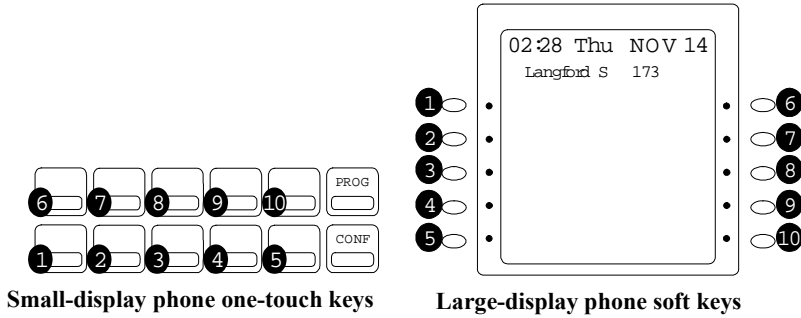 02:28 Thu NOV 14
Langford S 173
1 6
2 7
3 8
4 9
5 10
6 7 8 9 10 PROG
1 2 3 4 5 CONF
Small-display phone one-touch keys
Large-display phone soft keys